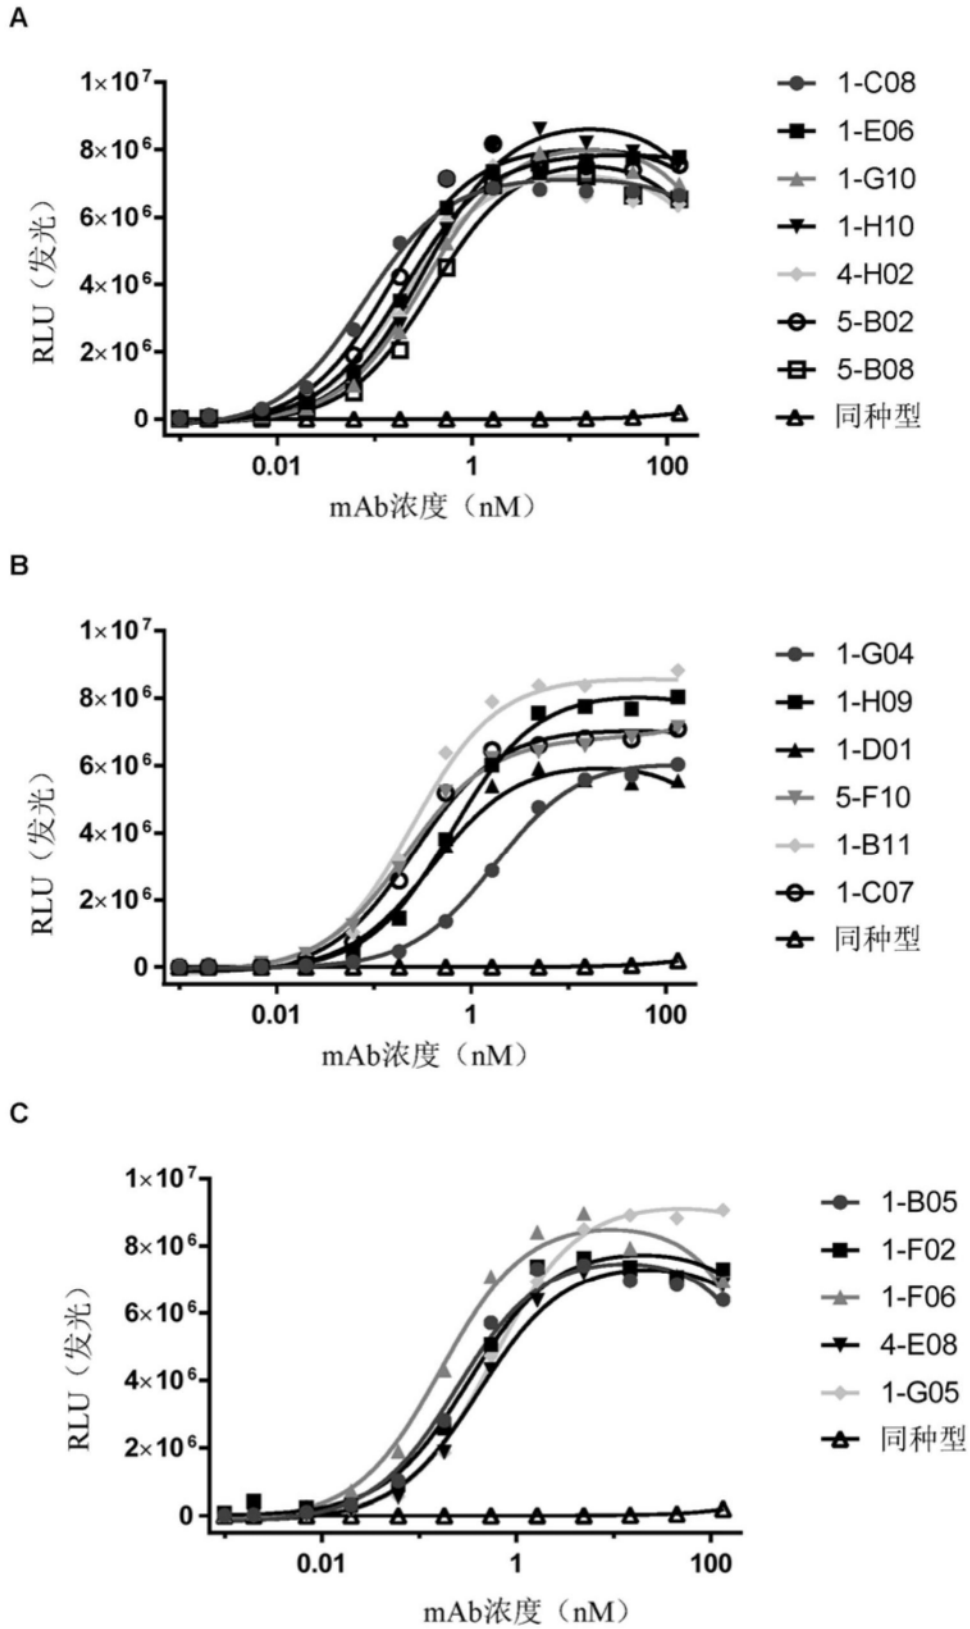 A
1×10⁷
8×10⁶
6×10⁶
4×10⁶
2×10⁶
0
RLU（发光）
0.01
1
100
mAb浓度（nM）
1-C08
1-E06
1-G10
1-H10
4-H02
5-B02
5-B08
同种型
B
1×10⁷
8×10⁶
6×10⁶
4×10⁶
2×10⁶
0
RLU（发光）
0.01
1
100
mAb浓度（nM）
1-G04
1-H09
1-D01
5-F10
1-B11
1-C07
同种型
C
1×10⁷
8×10⁶
6×10⁶
4×10⁶
2×10⁶
0
RLU（发光）
0.01
1
100
mAb浓度（nM）
1-B05
1-F02
1-F06
4-E08
1-G05
同种型